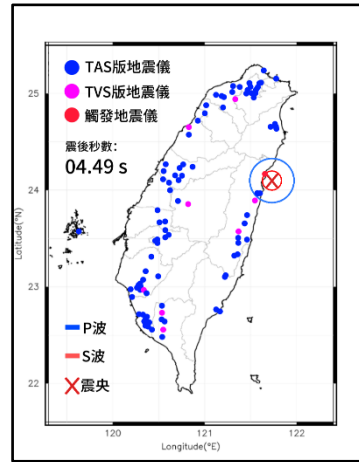 TAS版地震儀
TVS版地震儀
觸發地震儀
震後秒數:
04.49 s
P波
S波
震央
25
24
23
22
120
121
122
Latitude(°N)
Longitude(°E)